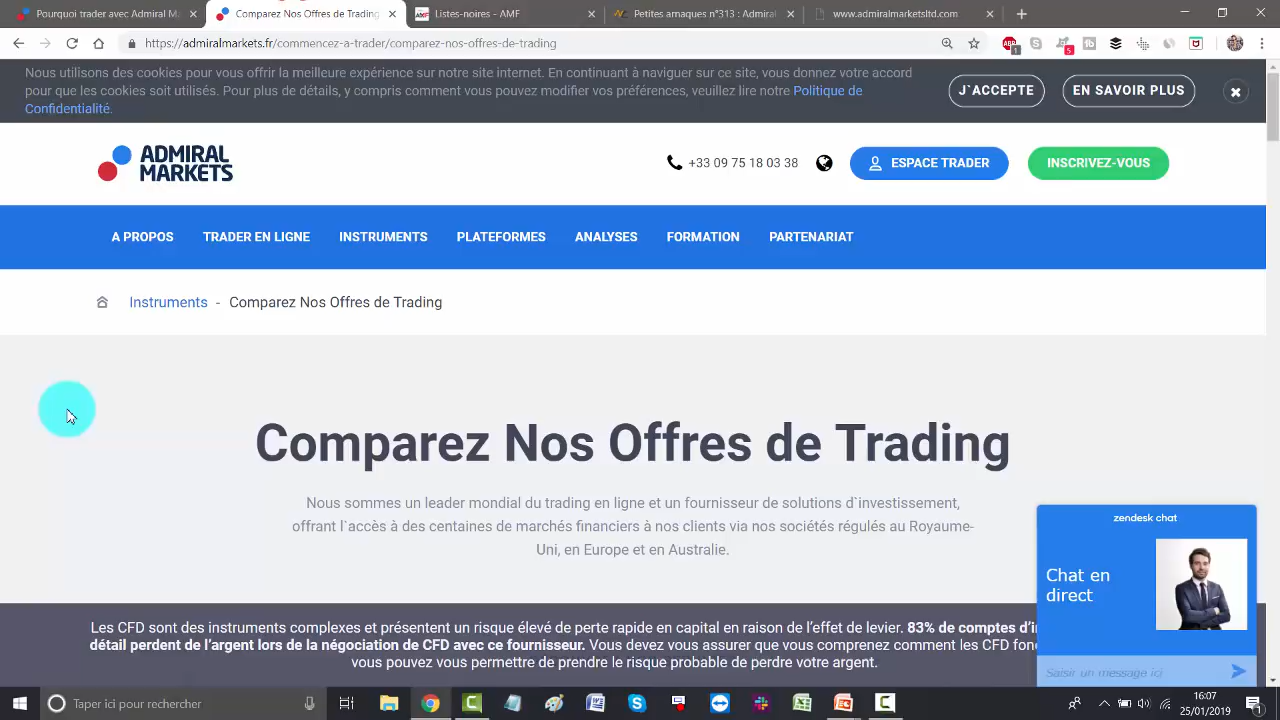 Pourquoi trader avec Admiral M
Comparez Nos Offres de Trading
Listes-noires - AMF
Petites arnaques n°313 : Admiral
www.admiralmarketsltd.com
https://admiralmarkets.fr/commencez-a-trader/comparez-nos-offres-de-trading
Nous utilisons des cookies pour vous offrir la meilleure expérience sur notre site internet. En continuant à naviguer sur ce site, vous donnez votre accord
pour que les cookies soit utilisés. Pour plus de détails, y compris comment vous pouvez modifier vos préférences, veuillez lire notre Politique de
Confidentialité.
J`ACCEPTE
EN SAVOIR PLUS
ADMIRAL
MARKETS
+33 09 75 18 03 38
ESPACE TRADER
INSCRIVEZ-VOUS
A PROPOS
TRADER EN LIGNE
INSTRUMENTS
PLATEFORMES
ANALYSES
FORMATION
PARTENARIAT
Instruments - Comparez Nos Offres de Trading
Comparez Nos Offres de Trading
Nous sommes un leader mondial du trading en ligne et un fournisseur de solutions d`investissement,
offrant l`accès à des centaines de marchés financiers à nos clients via nos sociétés régulés au Royaume-
Uni, en Europe et en Australie.
zendesk chat
Chat en
direct
Saisir un message ici
Les CFD sont des instruments complexes et présentent un risque élevé de perte rapide en capital en raison de l'effet de levier. 83% de comptes d'i
détail perdent de l'argent lors de la négociation de CFD avec ce fournisseur. Vous devez vous assurer que vous comprenez comment les CFD fon
vous pouvez vous permettre de prendre le risque probable de perdre votre argent.
Taper ici pour rechercher
16:07
25/01/2019